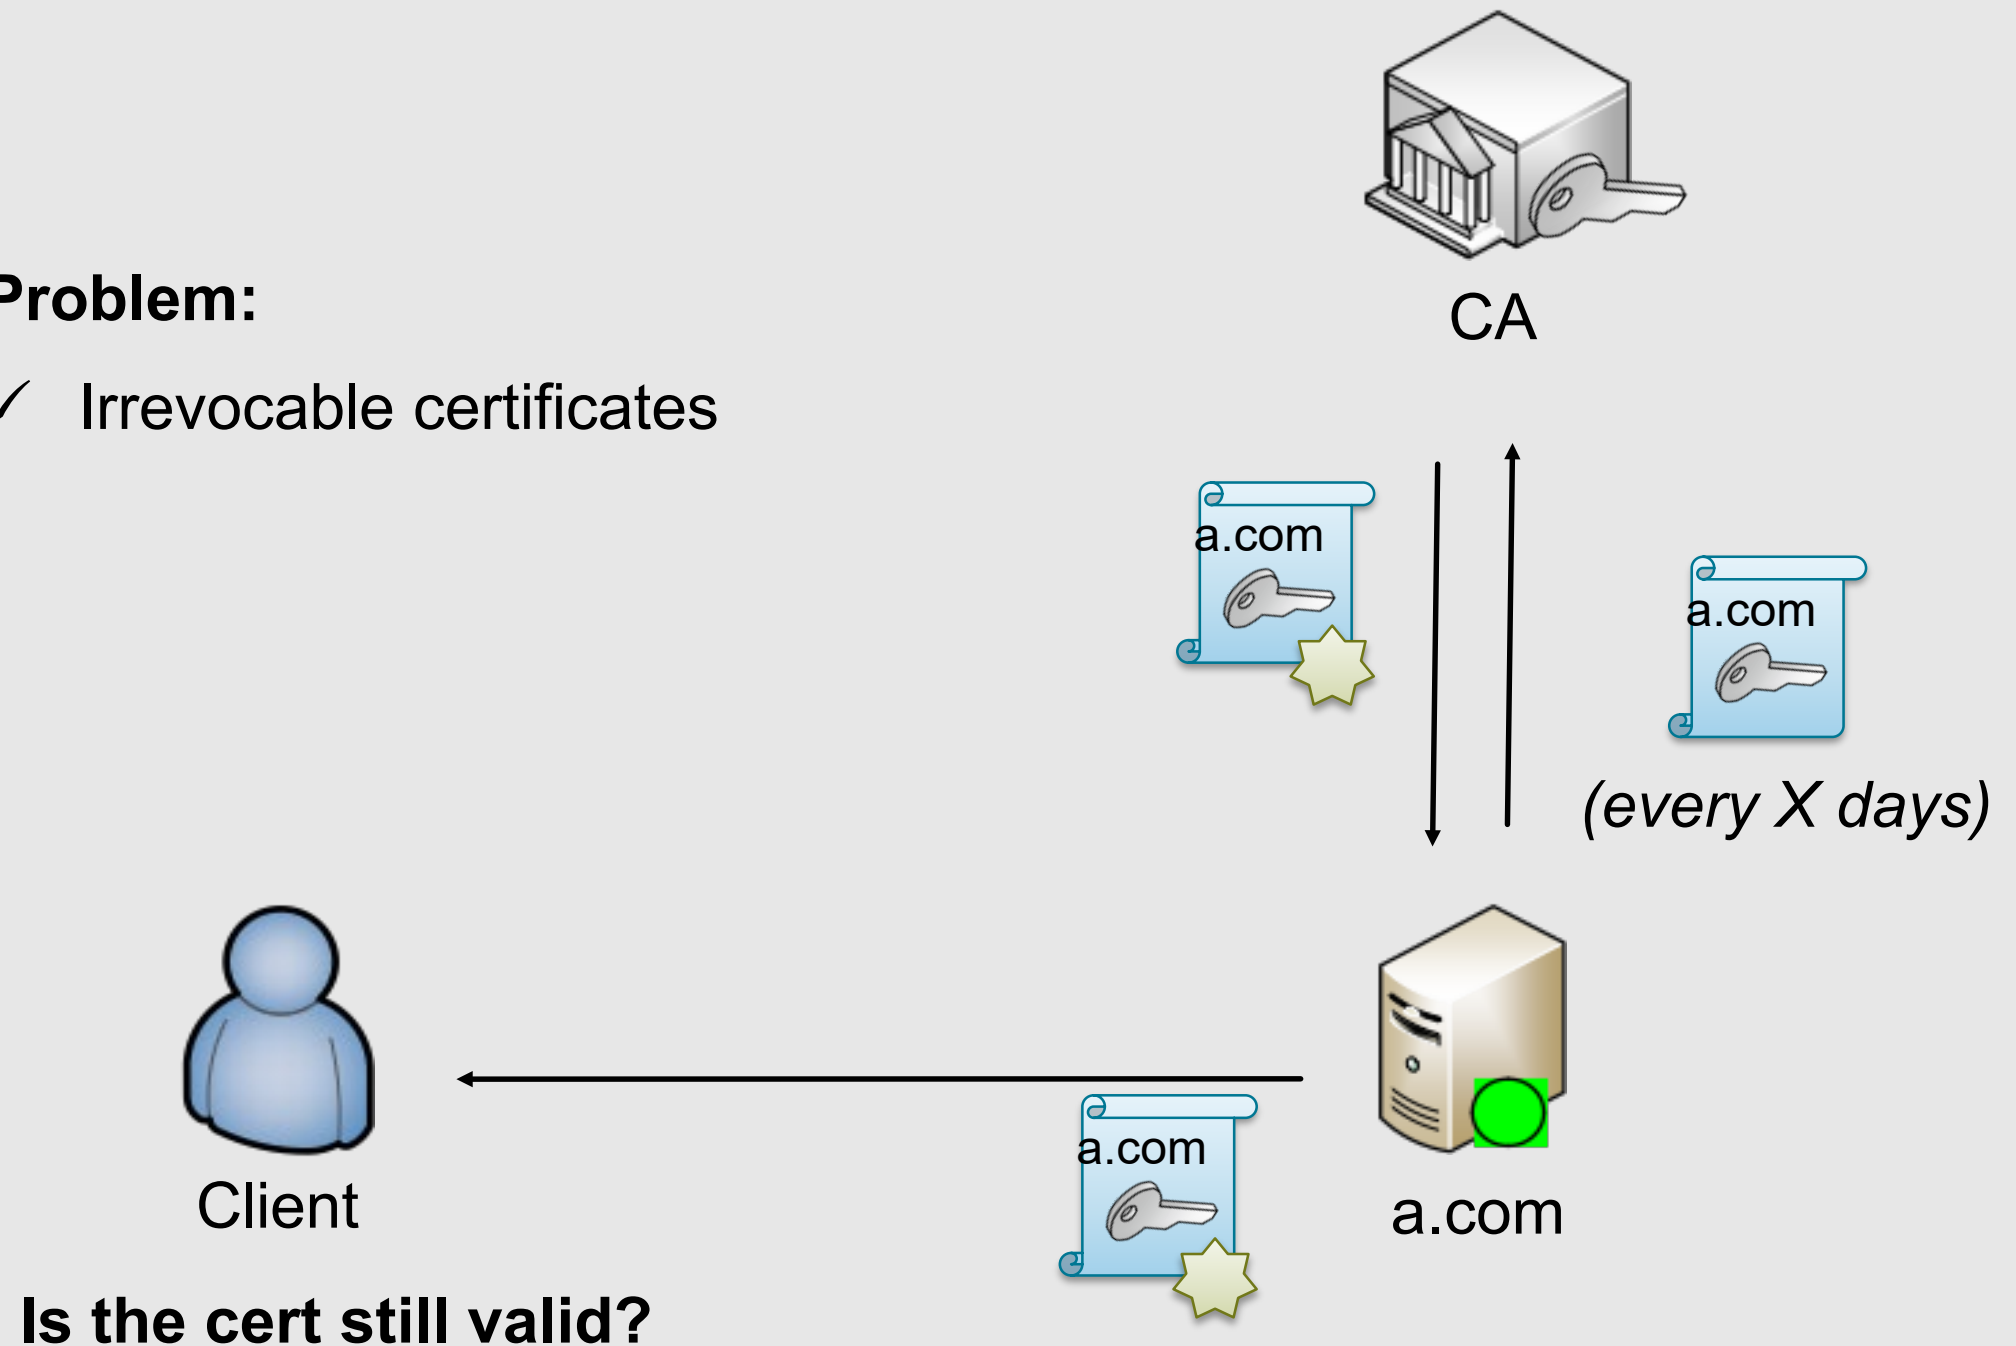 CA
Problem:
✓ Irrevocable certificates
a.com
a.com
(every X days)
a.com
Client
a.com
Is the cert still valid?